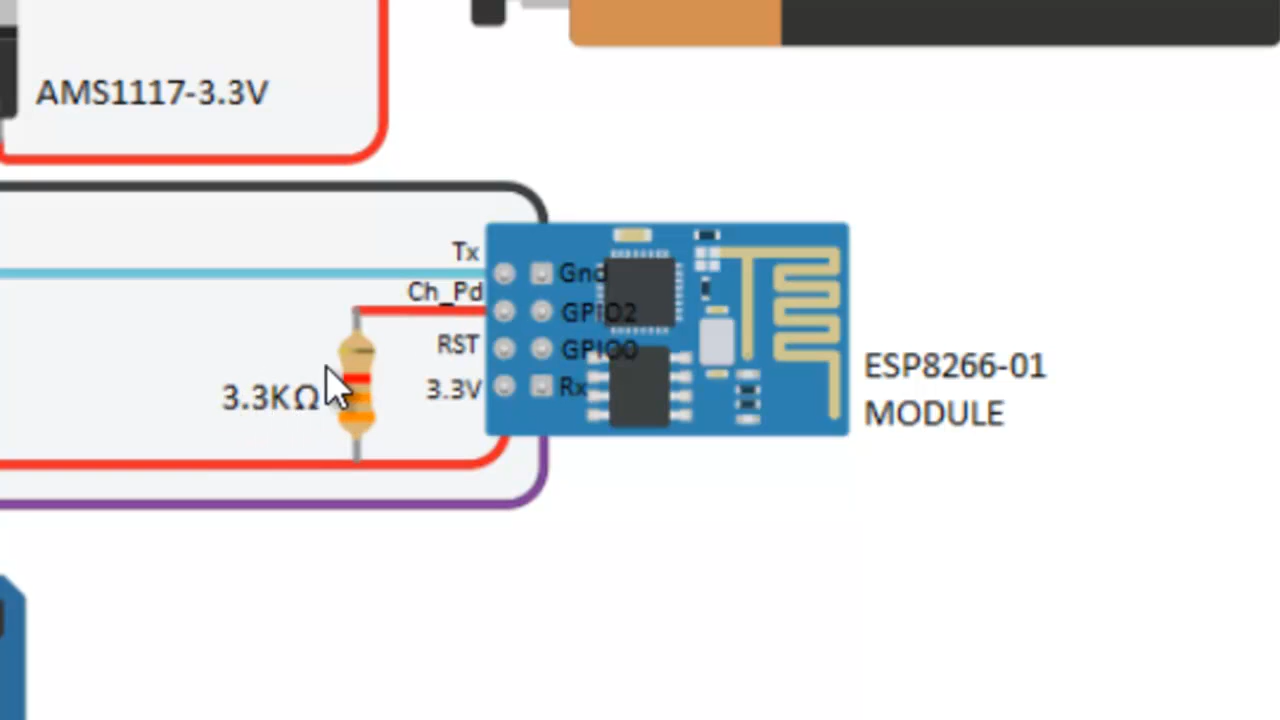 AMS1117-3.3V
Tx
Gnd
Ch_Pd
GPIO2
RST
GPIO0
3.3KΩ
3.3V
Rx
ESP8266-01
MODULE